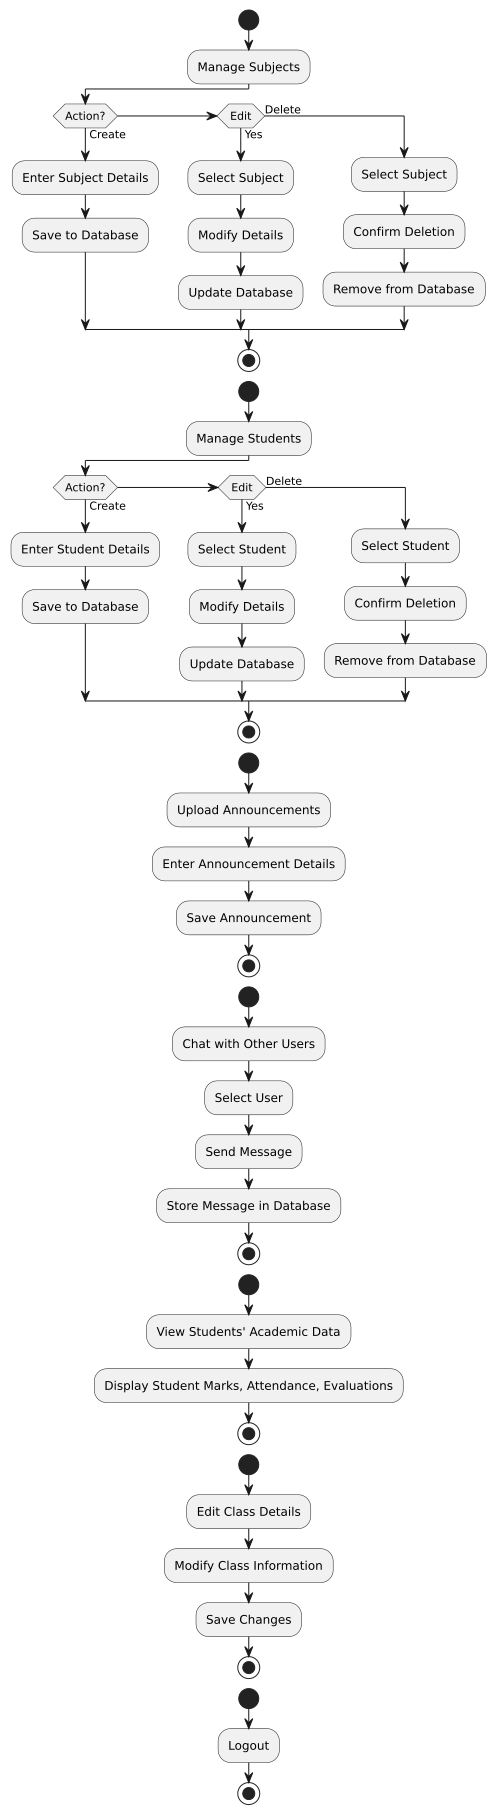 Manage Subjects
Action?
Edit
Delete
Create
Yes
Enter Subject Details
Select Subject
Select Subject
Save to Database
Modify Details
Confirm Deletion
Update Database
Remove from Database
Manage Students
Action?
Edit
Delete
Create
Yes
Enter Student Details
Select Student
Select Student
Save to Database
Modify Details
Confirm Deletion
Update Database
Remove from Database
Upload Announcements
Enter Announcement Details
Save Announcement
Chat with Other Users
Select User
Send Message
Store Message in Database
View Students' Academic Data
Display Student Marks, Attendance, Evaluations
Edit Class Details
Modify Class Information
Save Changes
Logout